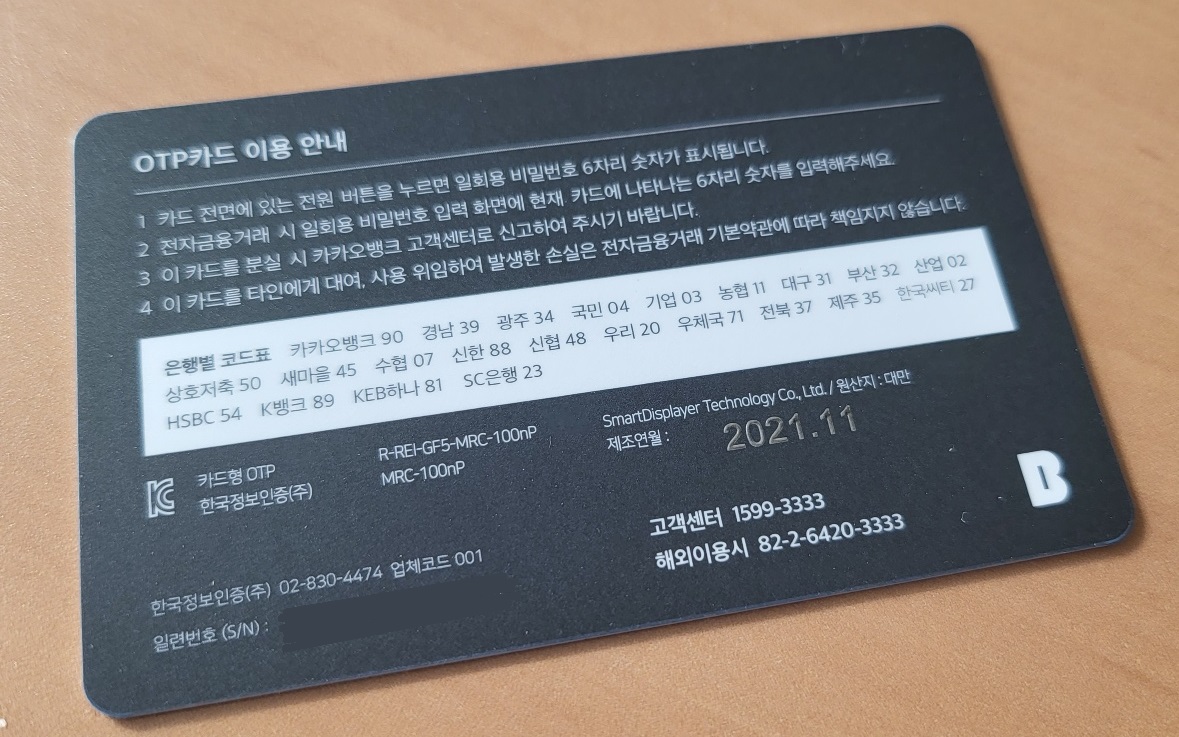 OTP카드 이용 안내
1 카드 전면에 있는 전원 버튼을 누르면 일회용 비밀번호 6자리 숫자가 표시됩니다.
2 전자금융거래 시 일회용 비밀번호 입력 화면에 현재 카드에 나타나는 6자리 숫자를 입력해주세요.
3 이 카드를 분실 시 카카오뱅크 고객센터로 신고하여 주시기 바랍니다.
4 이 카드를 타인에게 대여, 사용 위임하여 발생한 손실은 전자금융거래 기본약관에 따라 책임지지 않습니다.
은행별 코드표 카카오뱅크 90 경남 39 광주 34 국민 04 기업 03 농협 11 대구 31 부산 32 산업 02
상호저축 50 새마을 45 수협 07 신한 88 신협 48 우리 20 우체국 71 전북 37 제주 35 한국씨티 27
HSBC 54 K뱅크 89 KEB하나 81 SC은행 23
카드형 OTP
한국정보인증(주)
R-REI-GF5-MRC-100nP
MRC-100nP
SmartDisplayer Technology Co., Ltd. / 원산지 : 대만
제조연월 : 2021.11
고객센터 1599-3333
해외이용시 82-2-6420-3333
B
한국정보인증(주) 02-830-4474 업체코드 001
일련번호 (S/N) :